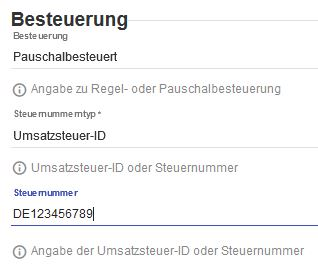 Besteuerung
Besteuerung
Pauschalbesteuert
Angabe zu Regel- oder Pauschalbesteuerung
Steuernummerntyp *
Umsatzsteuer-ID
Umsatzsteuer-ID oder Steuernummer
Steuernummer
DE123456789
Angabe der Umsatzsteuer-ID oder Steuernummer